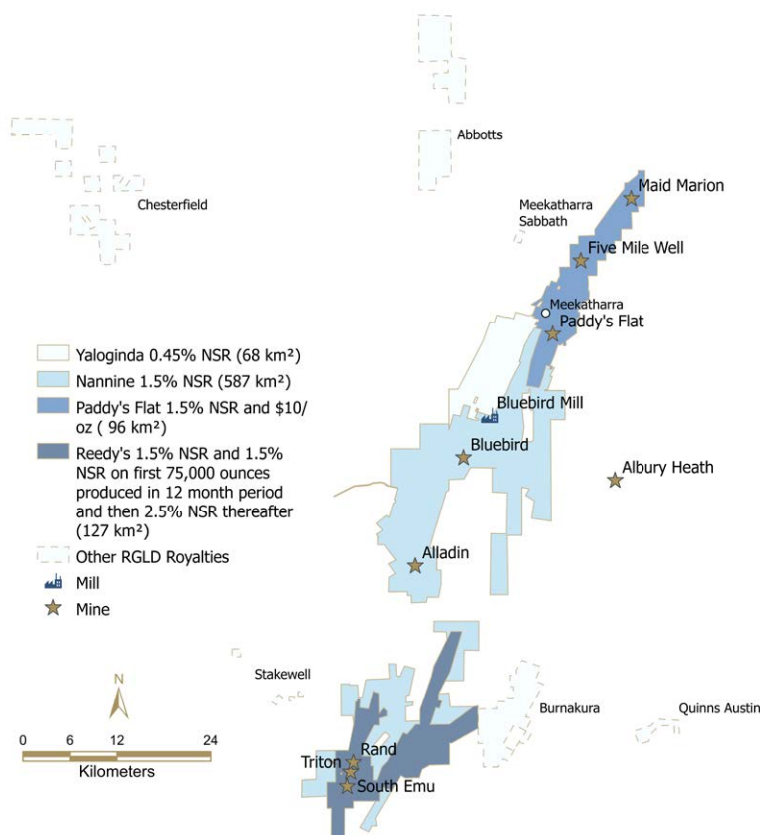 Abbotts
Chesterfield
Maid Marion
Meekatharra
Sabbath
Five Mile Well
Meekatharra
Paddy's Flat
Yaloginda 0.45% NSR (68 km²)
Nannine 1.5% NSR (587 km²)
Paddy's Flat 1.5% NSR and $10/
oz ( 96 km²)
Reedy's 1.5% NSR and 1.5%
NSR on first 75,000 ounces
produced in 12 month period
and then 2.5% NSR thereafter
(127 km²)
Other RGLD Royalties
Mill
Mine
Bluebird Mill
Bluebird
Albury Heath
Alladin
Stakewell
Burnakura
Quinns Austin
N
0 6 12 24
Kilometers
Rand
Triton
South Emu